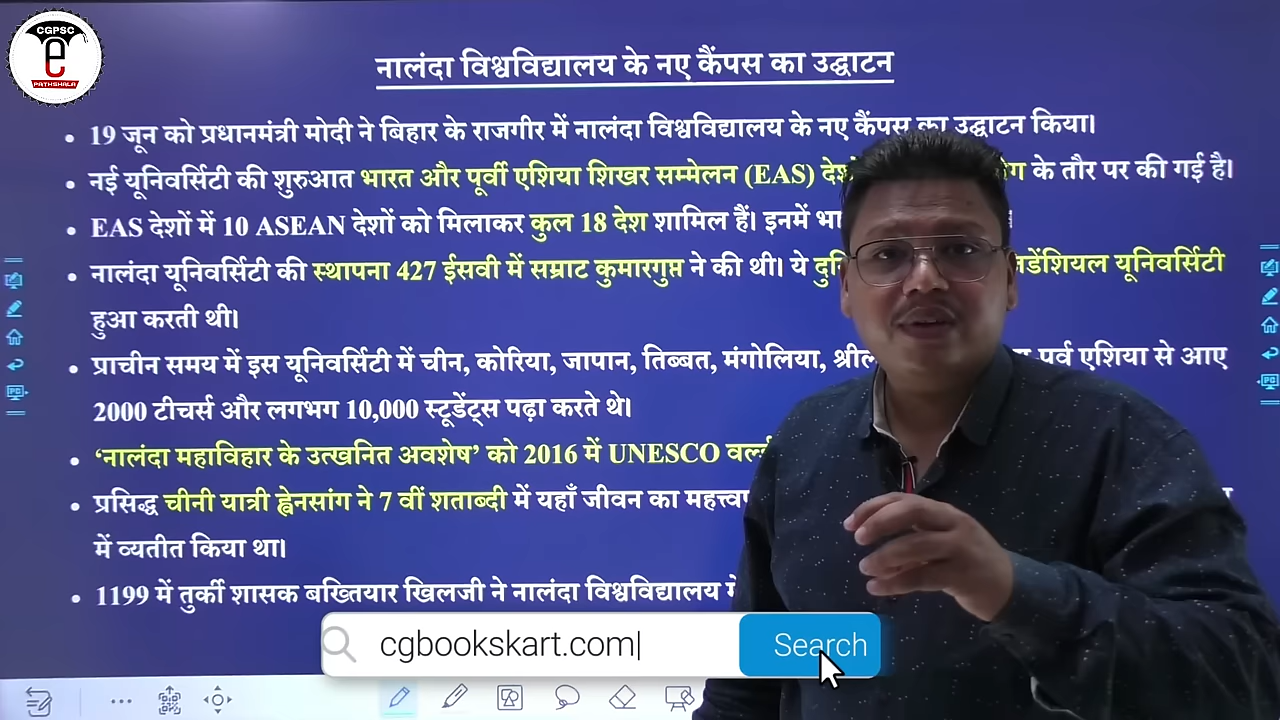 CGPSC
PATHSHALA
नालंदा विश्वविद्यालय के नए कैंपस का उद्घाटन
• 19 जून को प्रधानमंत्री मोदी ने बिहार के राजगीर में नालंदा विश्वविद्यालय के नए कैंपस का उद्घाटन किया।
• नई यूनिवर्सिटी की शुरुआत भारत और पूर्वी एशिया शिखर सम्मेलन (EAS) के तौर पर की गई है।
• EAS देशों में 10 ASEAN देशों को मिलाकर कुल 18 देश शामिल हैं। इनमें
• नालंदा यूनिवर्सिटी की स्थापना 427 ईसवी में सम्राट कुमारगुप्त ने की थी। ये यूनिवर्सिटी
हुआ करती थी।
• प्राचीन समय में इस यूनिवर्सिटी में चीन, कोरिया, जापान, तिब्बत, मंगोलिया, एशिया से आए
2000 टीचर्स और लगभग 10,000 स्टूडेंट्स पढ़ा करते थे।
• ‘नालंदा महाविहार के उत्खनित अवशेष’ को 2016 में UNESCO
• प्रसिद्ध चीनी यात्री ह्वेनसांग ने 7 वीं शताब्दी में यहाँ जीवन का
में व्यतीत किया था।
• 1199 में तुर्की शासक बख्तियार खिलजी ने नालंदा विश्वविद्यालय
cgbookskart.com
Search